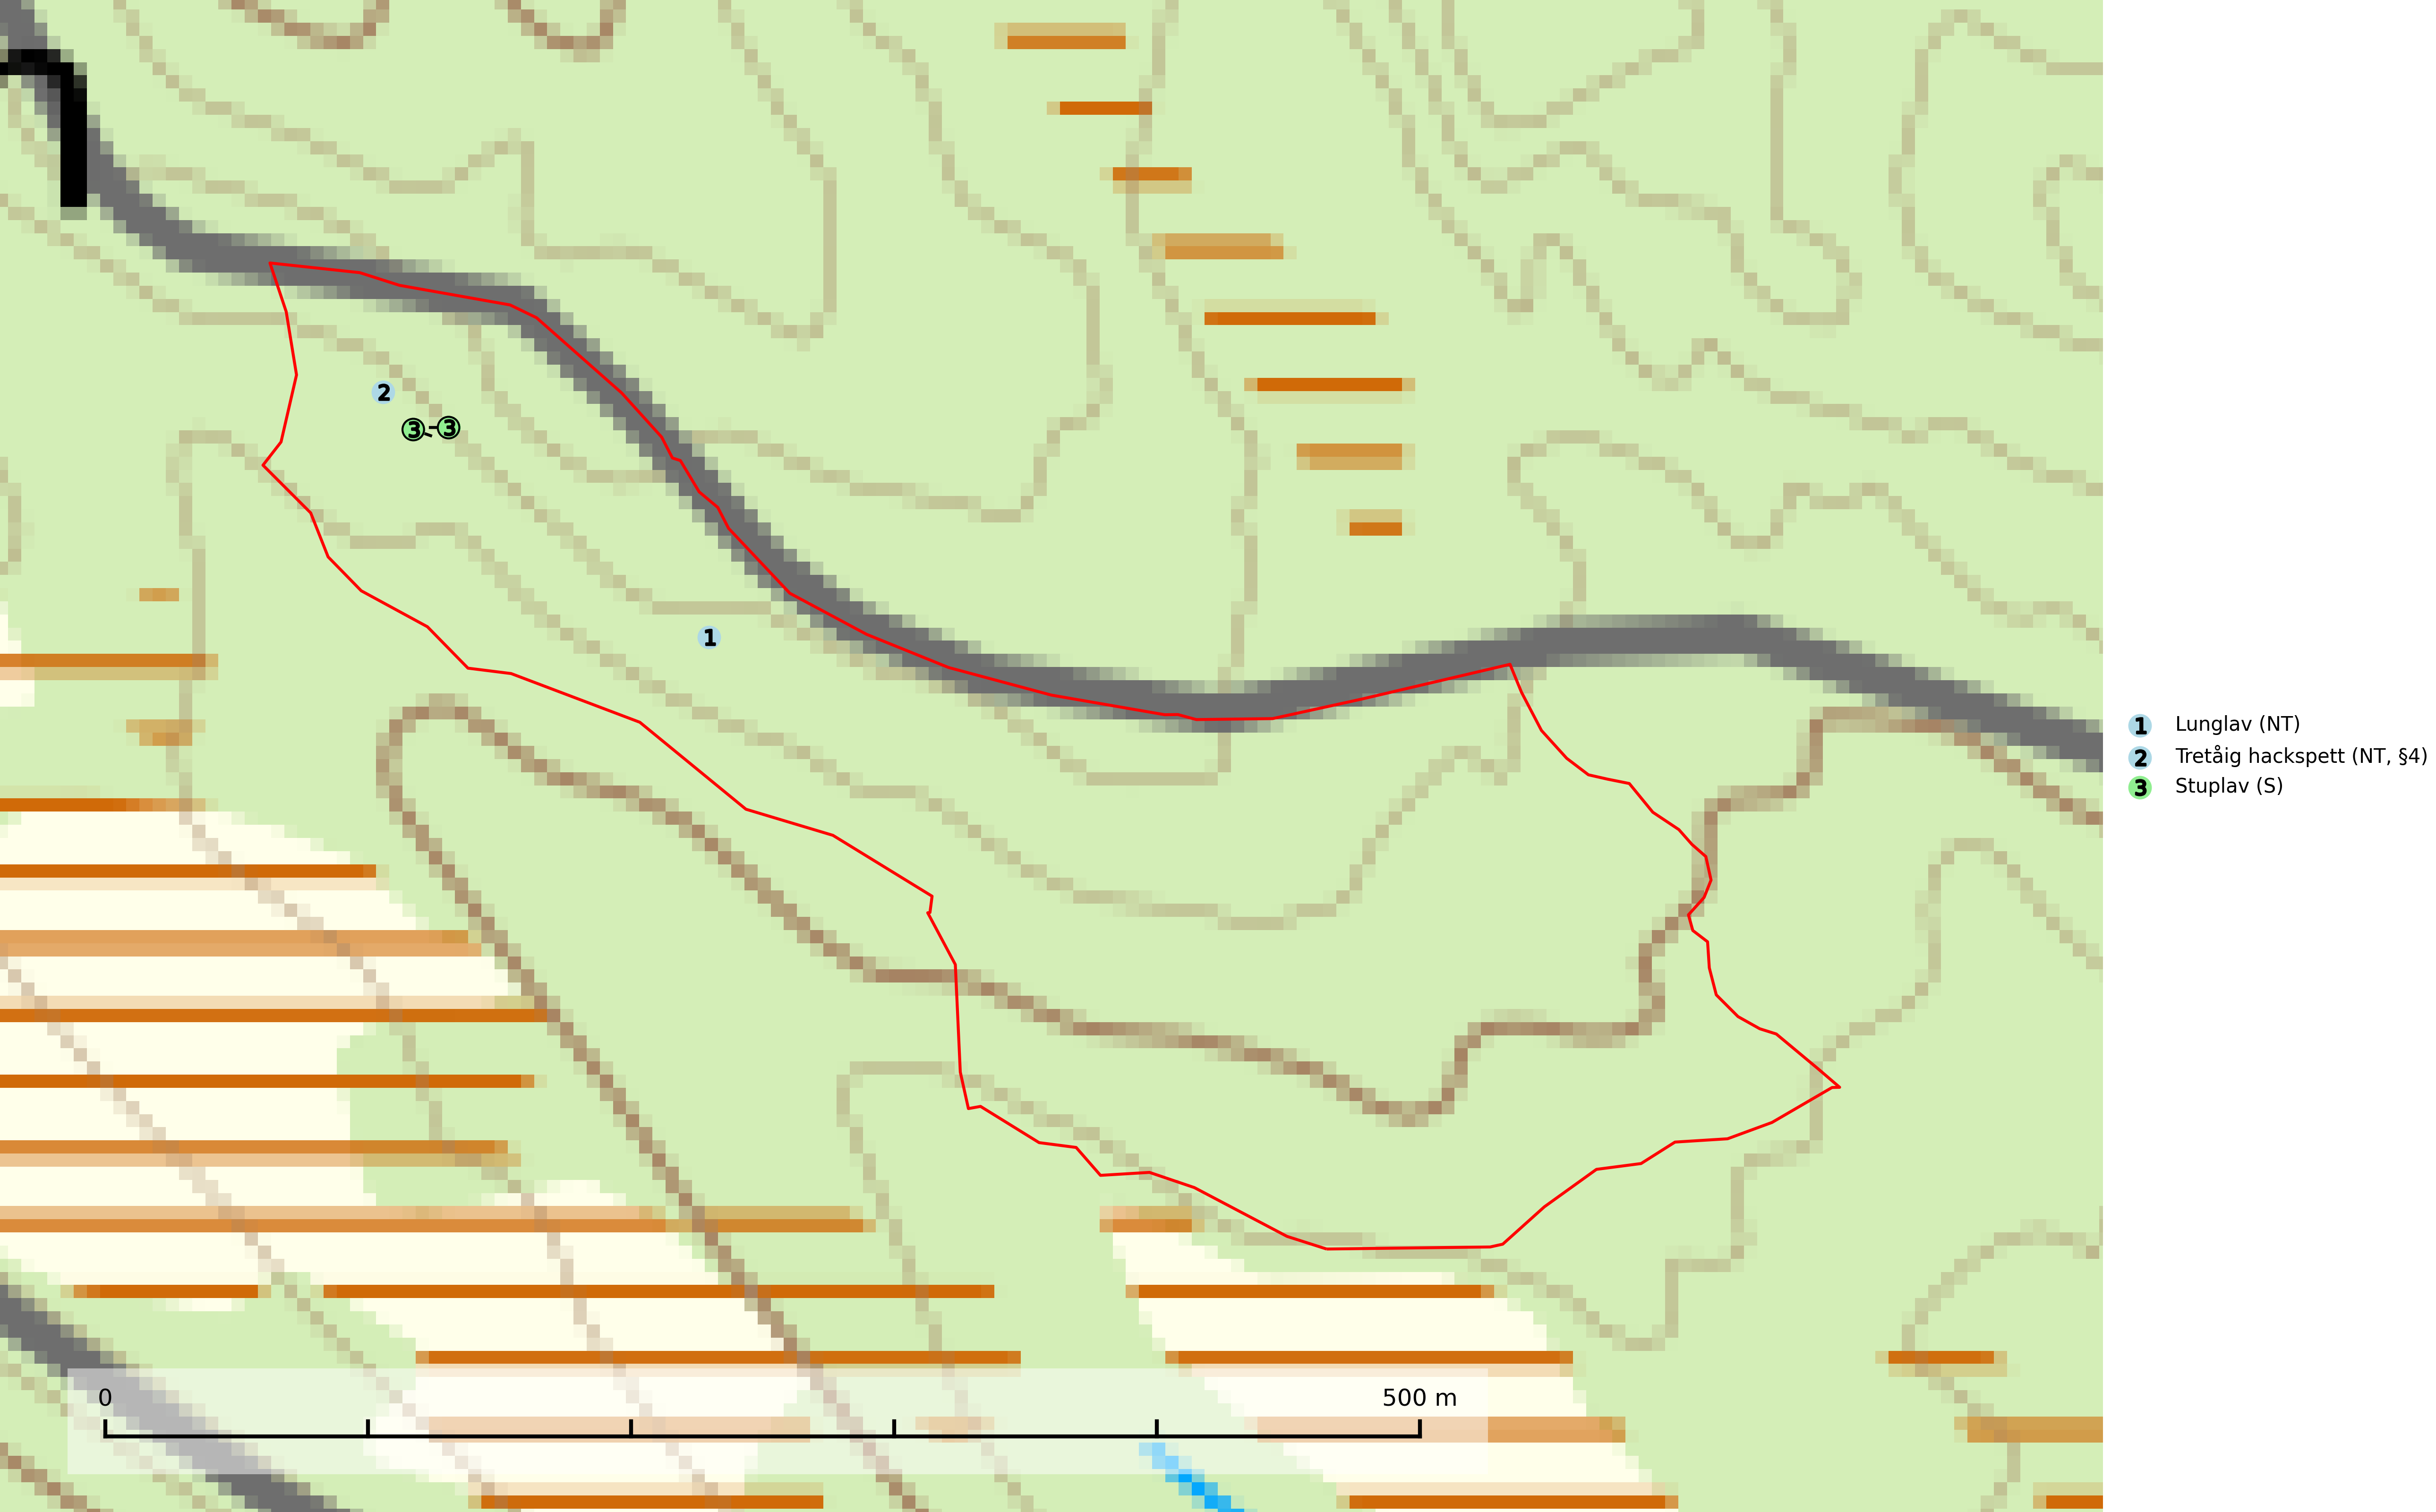 2
3 3
1
1 Lunglav (NT)
2 Tretåig hackspett (NT, §4)
3 Stuplav (S)
0 500 m